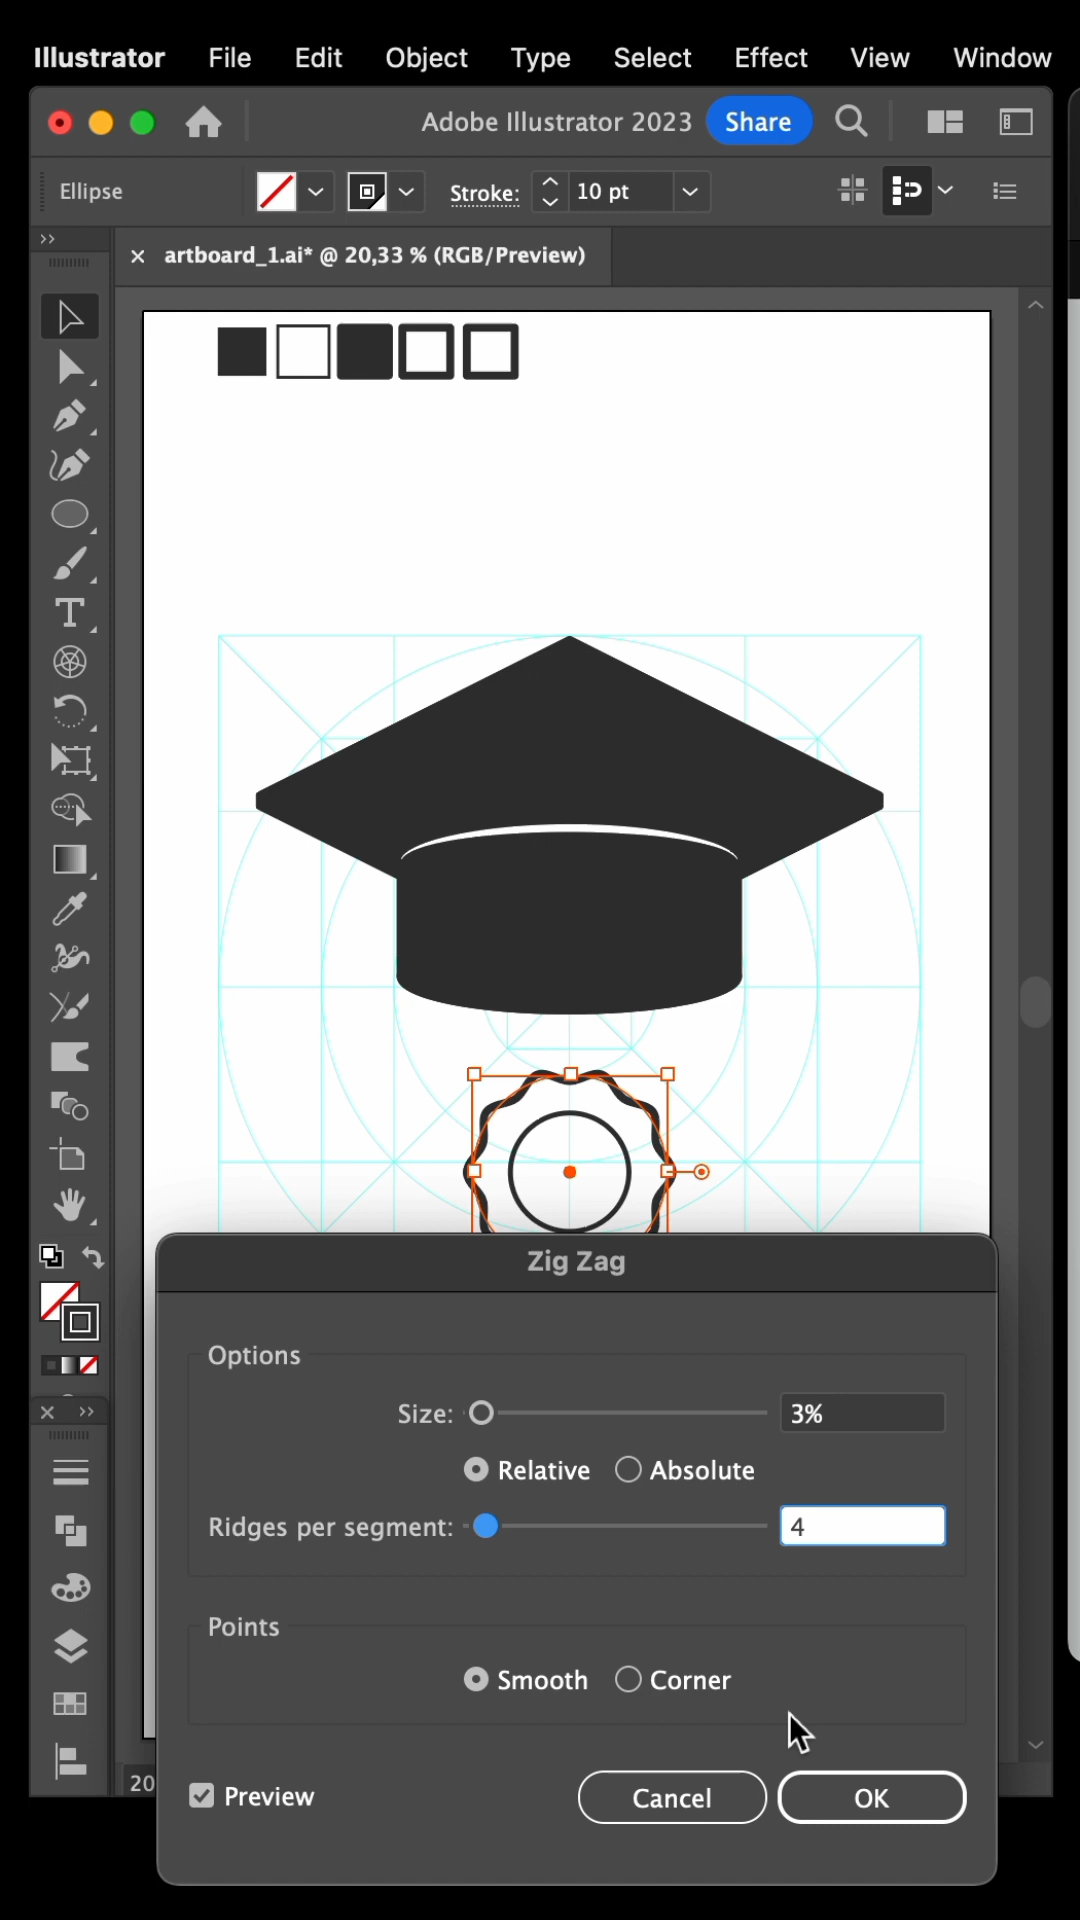 Illustrator File Edit Object Type Select Effect View Window
Adobe Illustrator 2023 Share
Ellipse Stroke: 10 pt
artboard_1.ai* @ 20,33 % (RGB/Preview)
Zig Zag
Options
Size: 3%
Relative Absolute
Ridges per segment: 4
Points
Smooth Corner
20
Preview Cancel OK